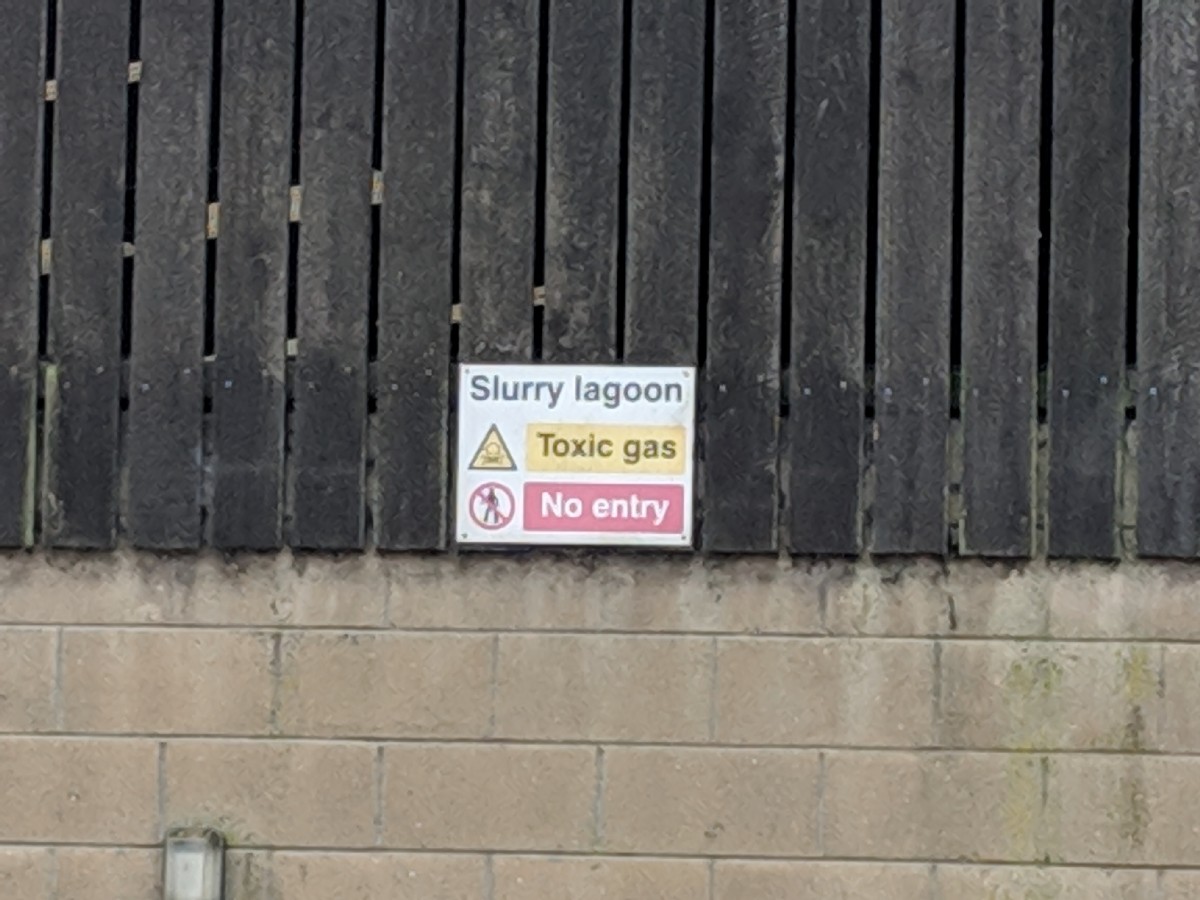 Slurry lagoon
Toxic gas
No entry